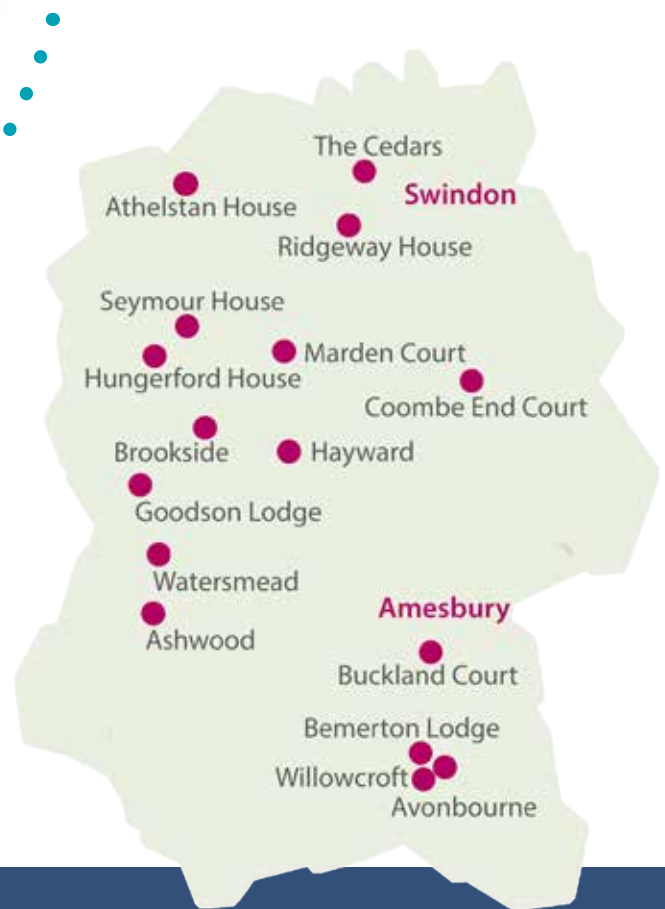 The Cedars
Swindon
Athelstan House
Ridgeway House
Seymour House
Marden Court
Hungerford House
Coombe End Court
Brookside
Hayward
Goodson Lodge
Watersmead
Amesbury
Ashwood
Buckland Court
Bemerton Lodge
Willowcroft
Avonbourne